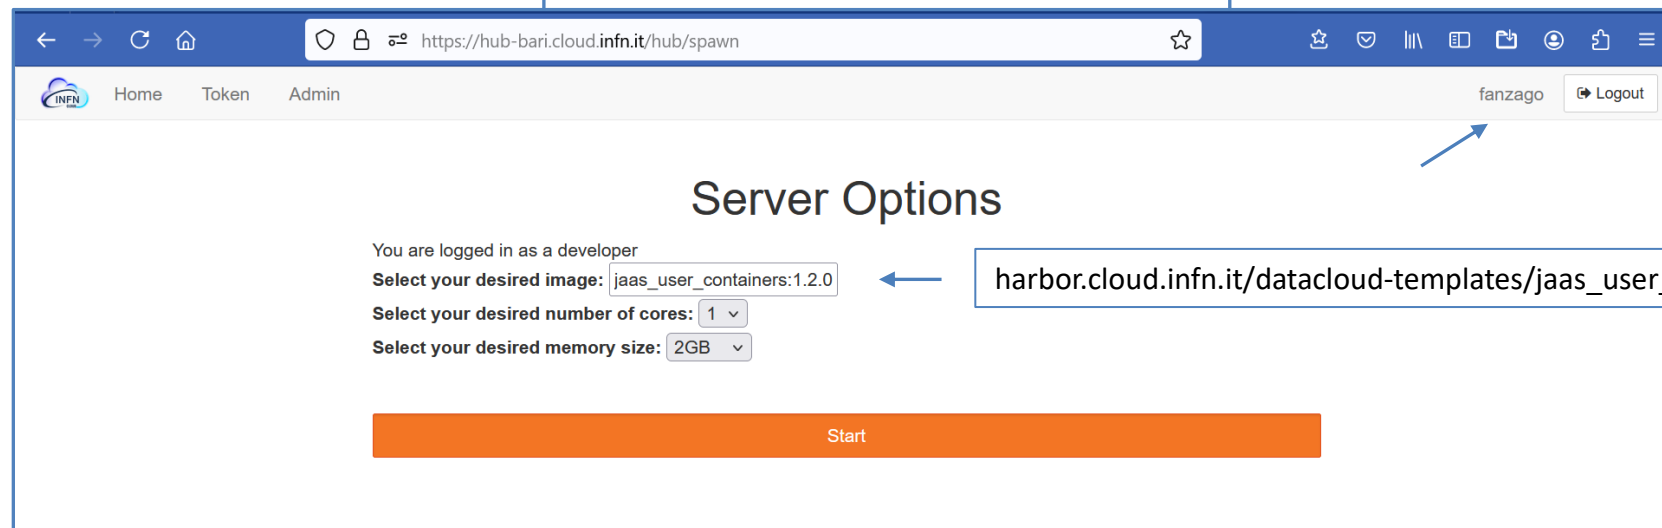 https://hub-bari.cloud.infn.it/hub/spawn
INFN Home Token Admin fanzago Logout
Server Options
You are logged in as a developer
Select your desired image: jaas_user_containers:1.2.0
harbor.cloud.infn.it/datacloud-templates/jaas_user_
Select your desired number of cores: 1
Select your desired memory size: 2GB
Start